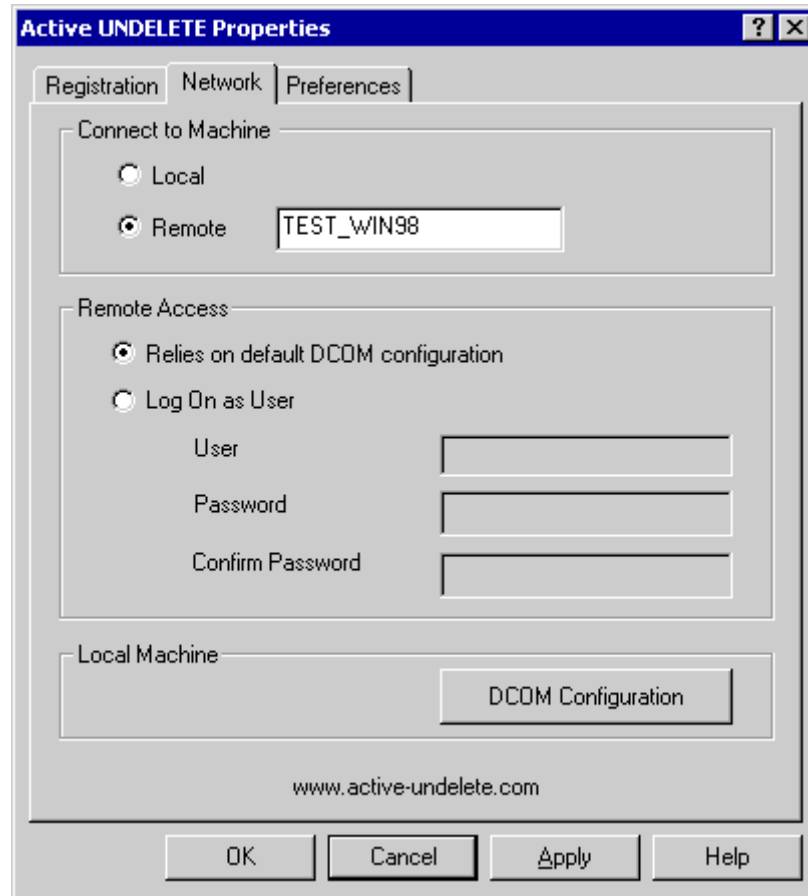 Active UNDELETE Properties
Registration Network Preferences
Connect to Machine
Local
Remote TEST_WIN98
Remote Access
Relies on default DCOM configuration
Log On as User
User
Password
Confirm Password
Local Machine
DCOM Configuration
www.active-undelete.com
OK Cancel Apply Help